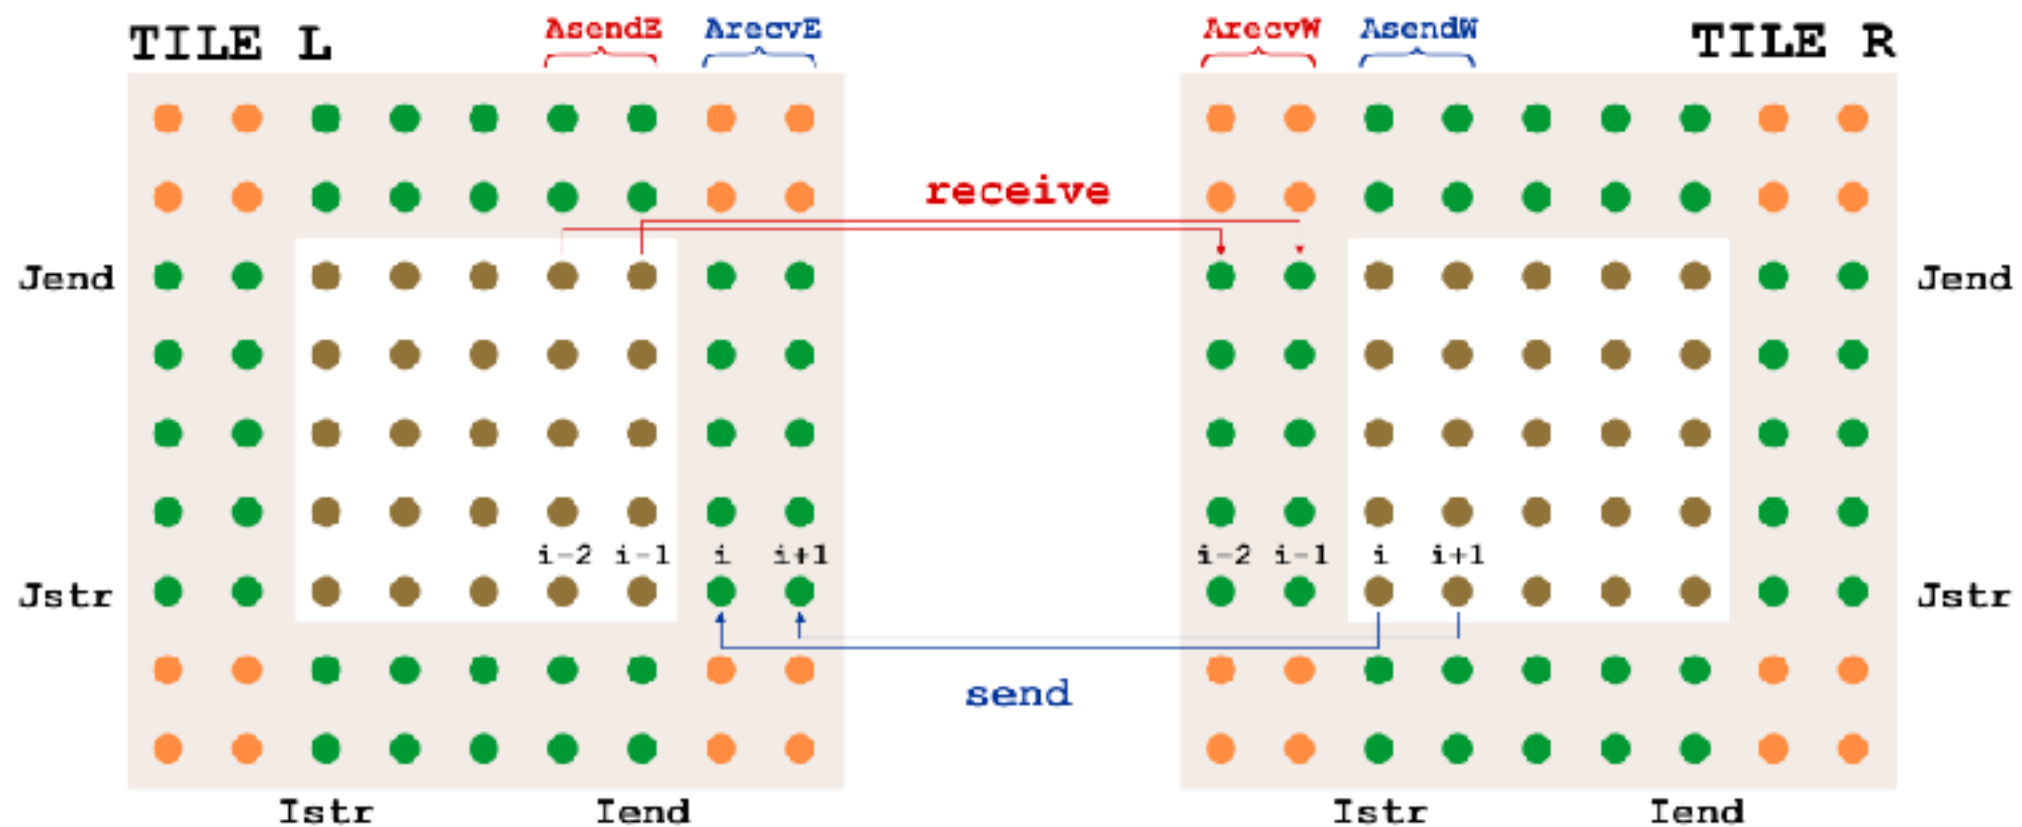 TILE L AsendE ArecvE ArecvW AsendW TILE R
receive
Jend Jend
i-2 i-1 i i+1 i-2 i-1 i i+1
Jstr Jstr
send
Istr Iend Istr Iend